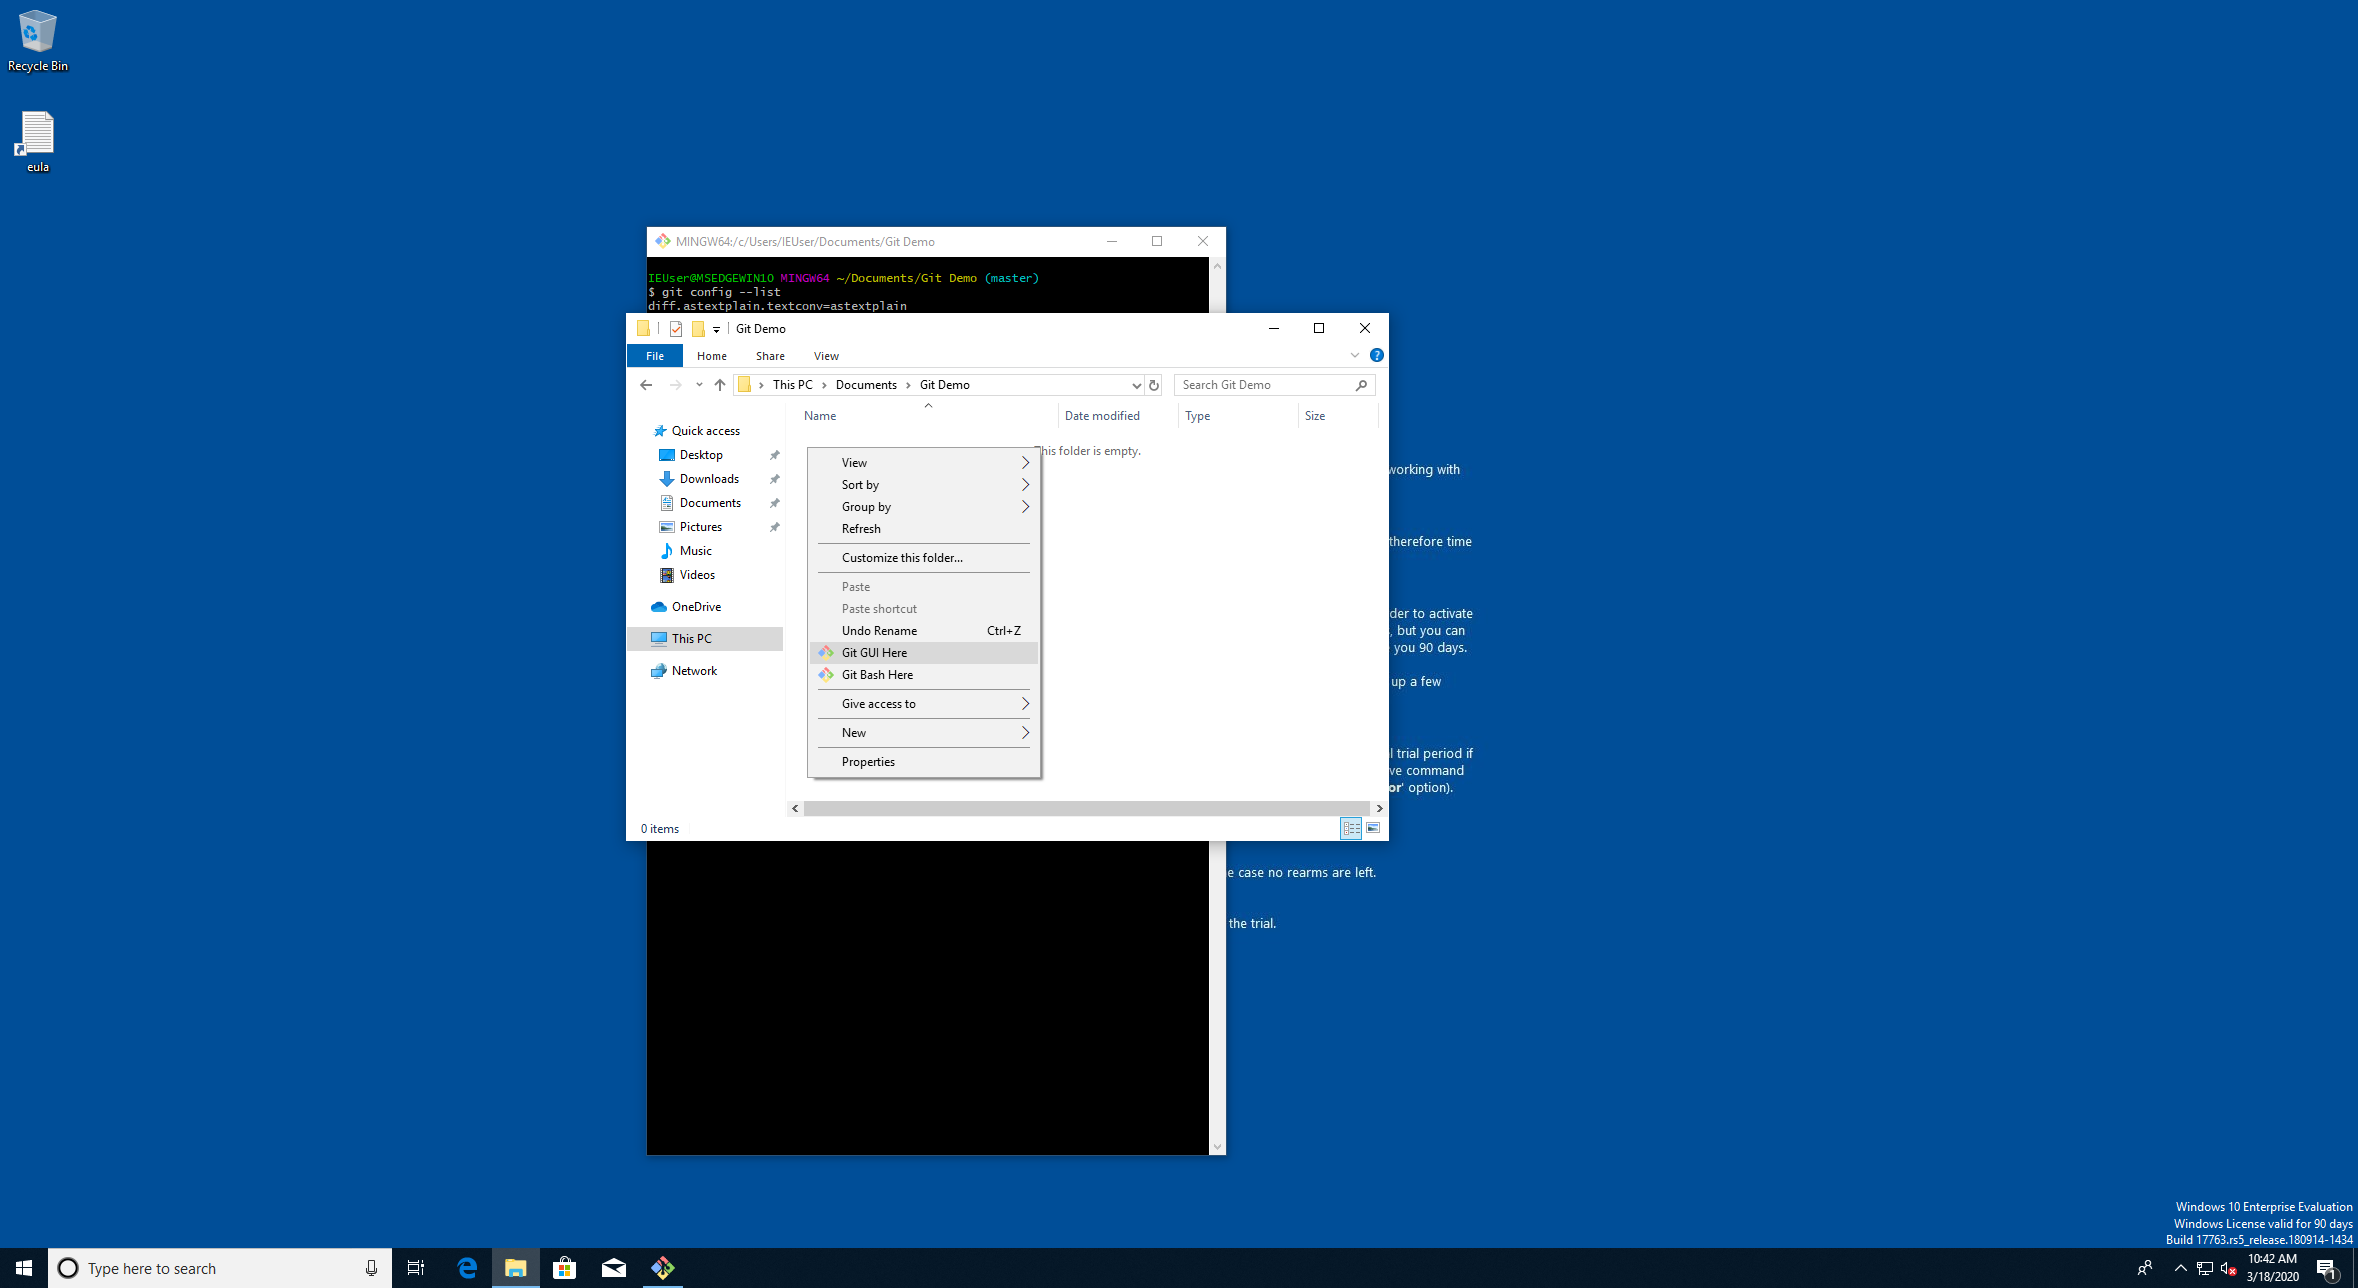 Recycle Bin
eula
MINGW64:/c/Users/IEUser/Documents/Git Demo
IEUser@MSEDGEWIN10 MINGW64 ~/Documents/Git Demo (master)
$ git config --list
diff.astextplain.textconv=astextplain
Git Demo
File Home Share View
This PC > Documents > Git Demo
Search Git Demo
Name Date modified Type Size
This folder is empty.
Quick access
Desktop
Downloads
Documents
Pictures
Music
Videos
OneDrive
This PC
Network
View
Sort by
Group by
Refresh
Customize this folder...
Paste
Paste shortcut
Undo Rename Ctrl+Z
Git GUI Here
Git Bash Here
Give access to
New
Properties
0 items
working with
therefore time
der to activate
, but you can
you 90 days.
up a few
l trial period if
ve command
or' option).
e case no rearms are left.
the trial.
Windows 10 Enterprise Evaluation
Windows License valid for 90 days
Build 17763.rs5_release.180914-1434
Type here to search
10:42 AM
3/18/2020
1